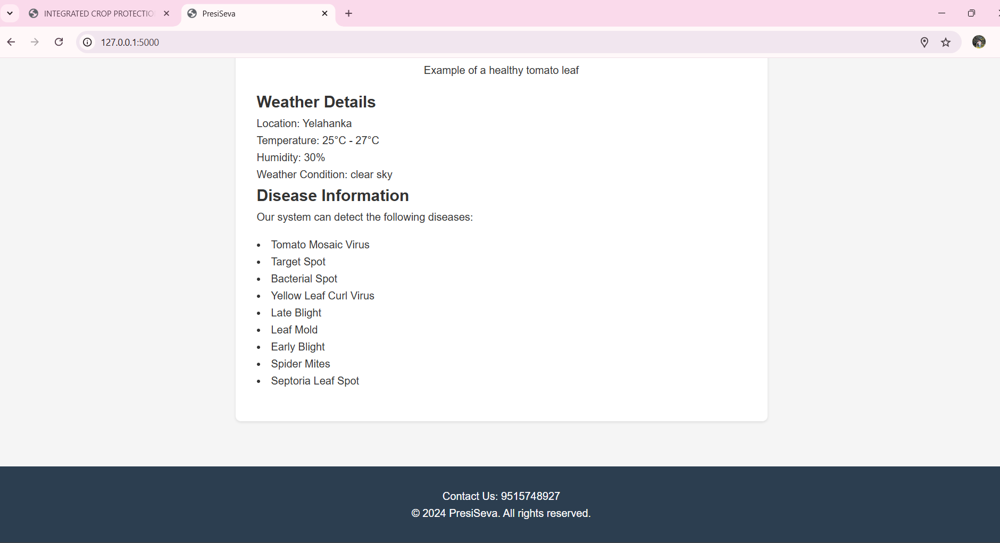 INTEGRATED CROP PROTECTIO
PresiSeva
127.0.0.1:5000
Example of a healthy tomato leaf
Weather Details
Location: Yelahanka
Temperature: 25°C - 27°C
Humidity: 30%
Weather Condition: clear sky
Disease Information
Our system can detect the following diseases:
• Tomato Mosaic Virus
• Target Spot
• Bacterial Spot
• Yellow Leaf Curl Virus
• Late Blight
• Leaf Mold
• Early Blight
• Spider Mites
• Septoria Leaf Spot
Contact Us: 9515748927
© 2024 PresiSeva. All rights reserved.